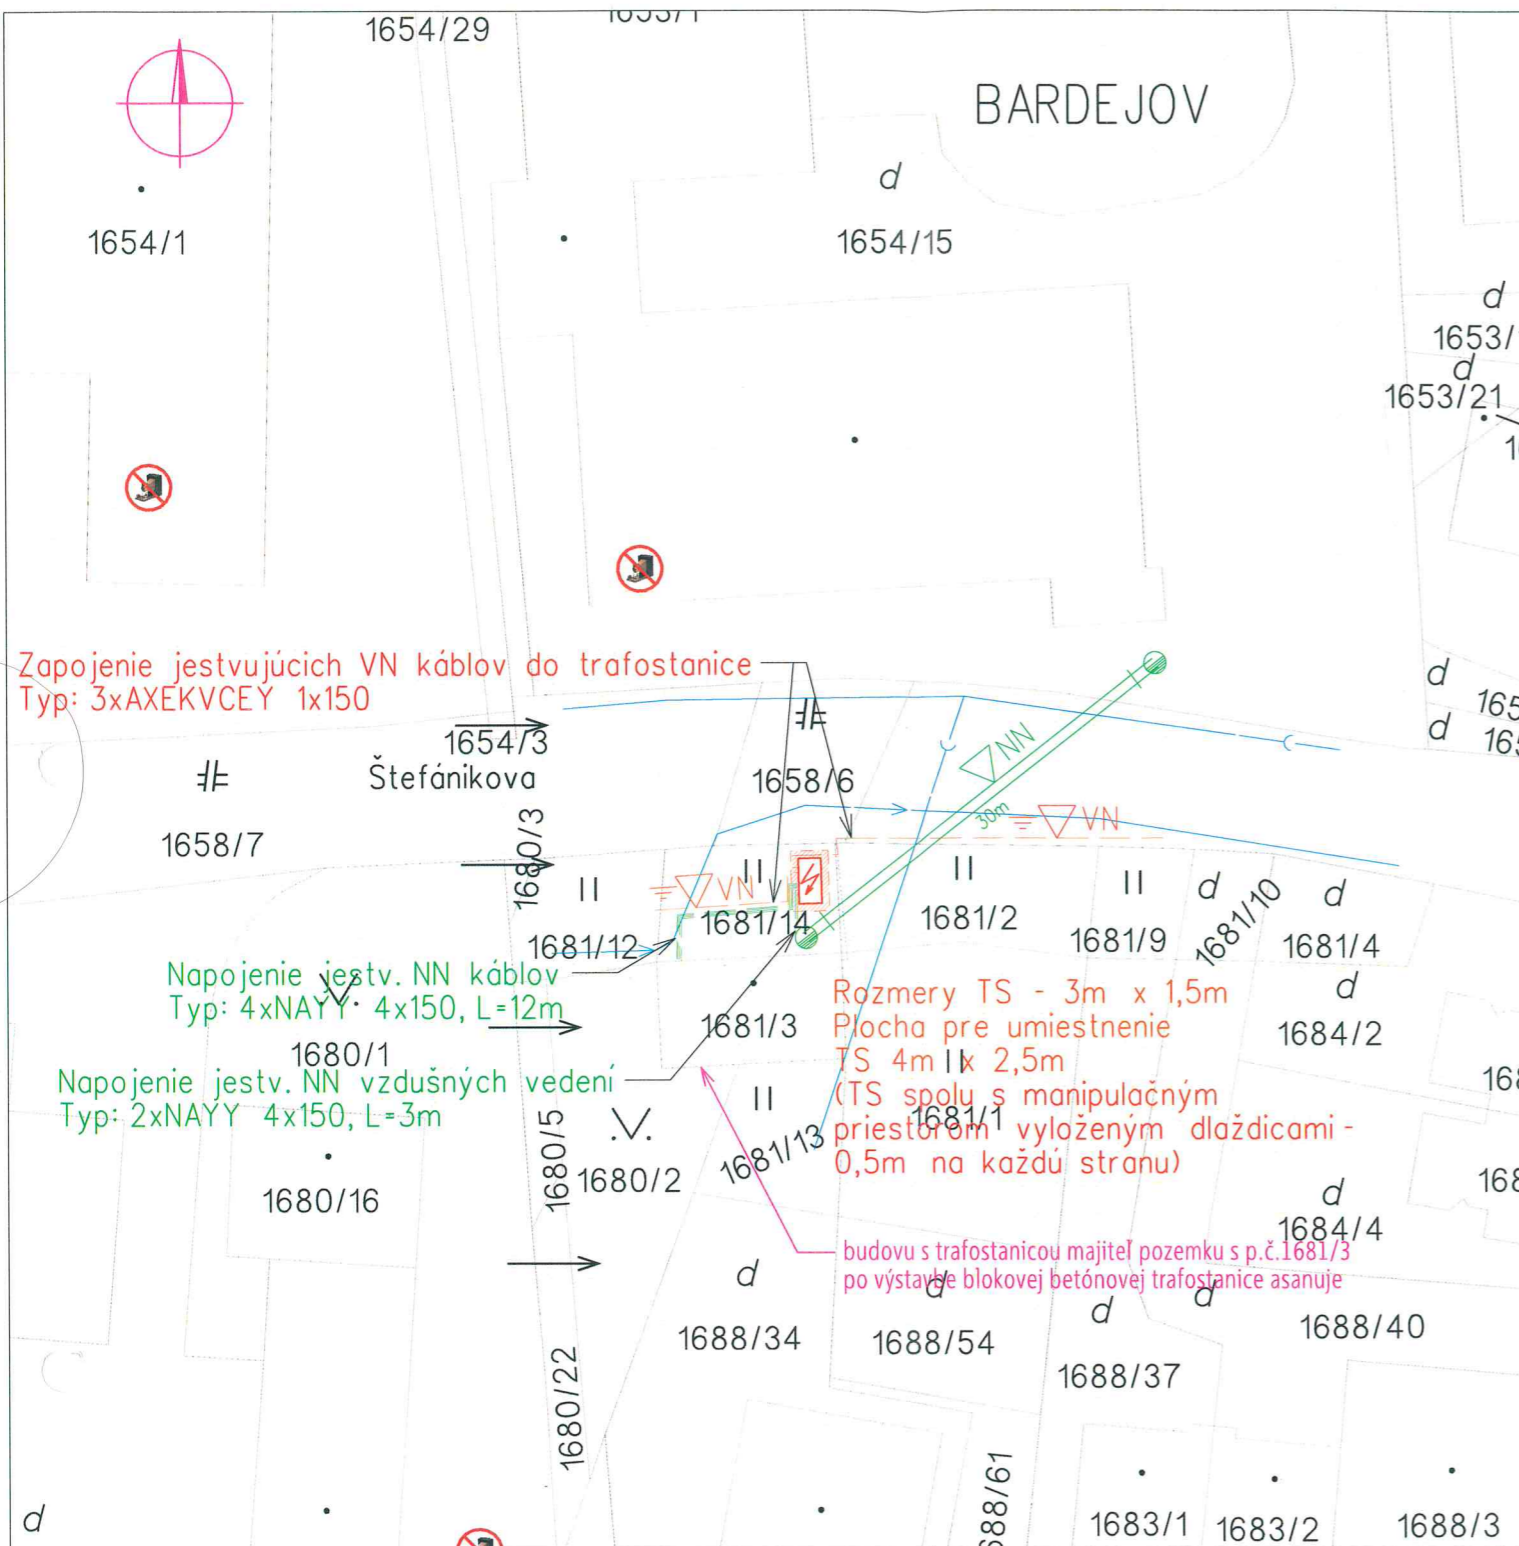 1654/29
BARDEJOV
d
1654/1
1654/15
d
1653/
d
1653/21
Zapojenie jestvujúcich VN káblov do trafostanice
Typ: 3xAXEKVCEY 1x150
d
d
1654/3
Štefánikova
1658/6
1658/7
NN
30m
VN
1680/3
VN
1681/14
1681/12
1681/2
1681/9
d
1681/10
d
1681/4
Napojenie jestv. NN káblov
Typ: 4xNAYY 4x150, L=12m
1680/1
1681/3
Rozmery TS - 3m x 1,5m
Plocha pre umiestnenie
TS 4m x 2,5m
(TS spolu s manipulačným
priestorom vyloženým dlaždicami -
0,5m na každú stranu)
d
1684/2
Napojenie jestv. NN vzdušných vedení
Typ: 2xNAYY 4x150, L=3m
1681/1
1681/13
1680/5
1680/2
1680/16
d
1684/4
budovu s trafostanicou majiteľ pozemku s p.č.1681/3
po výstavbe blokovej betónovej trafostanice asanuje
d
1688/34
d
1688/54
d
1688/37
d
1688/40
1680/22
d
1683/1
1683/2
1688/3